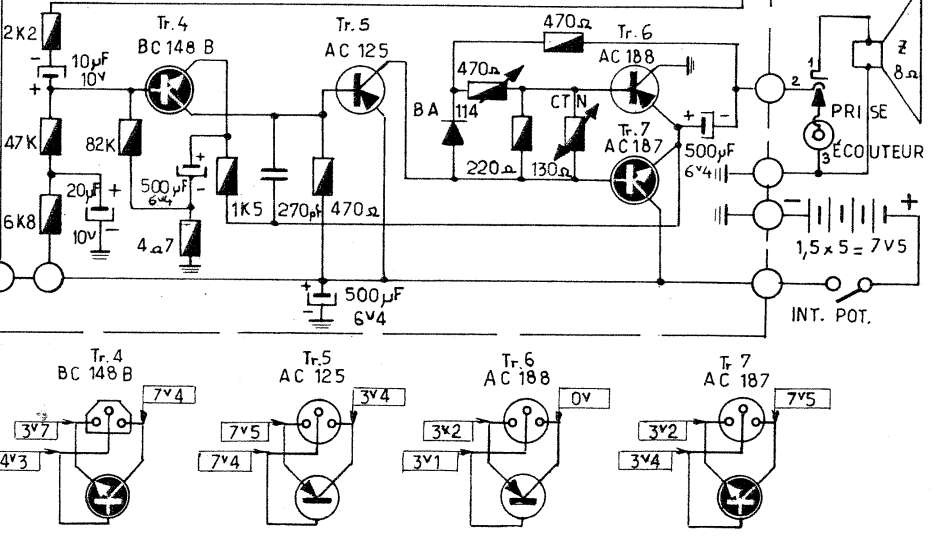 Tr. 4
BC 148 B
Tr. 5
AC 125
470Ω
Tr. 6
AC 188
2K2
10µF
10V
470Ω
BA 114
CTN
Tr. 7
AC 187
220Ω
130Ω
47K
82K
500µF
6V4
1K5
270pF
470Ω
20µF
10V
6K8
4Ω7
500µF
6V4
500µF
6V4
1
2
3
PRISE
ÉCOUTEUR
Z
8Ω
1,5 x 5 = 7V5
INT. POT.
Tr. 4
BC 148 B
7V4
3V7
4V3
Tr. 5
AC 125
3V4
7V5
7V4
Tr. 6
AC 188
0V
3V2
3V1
Tr 7
AC 187
7V5
3V2
3V4